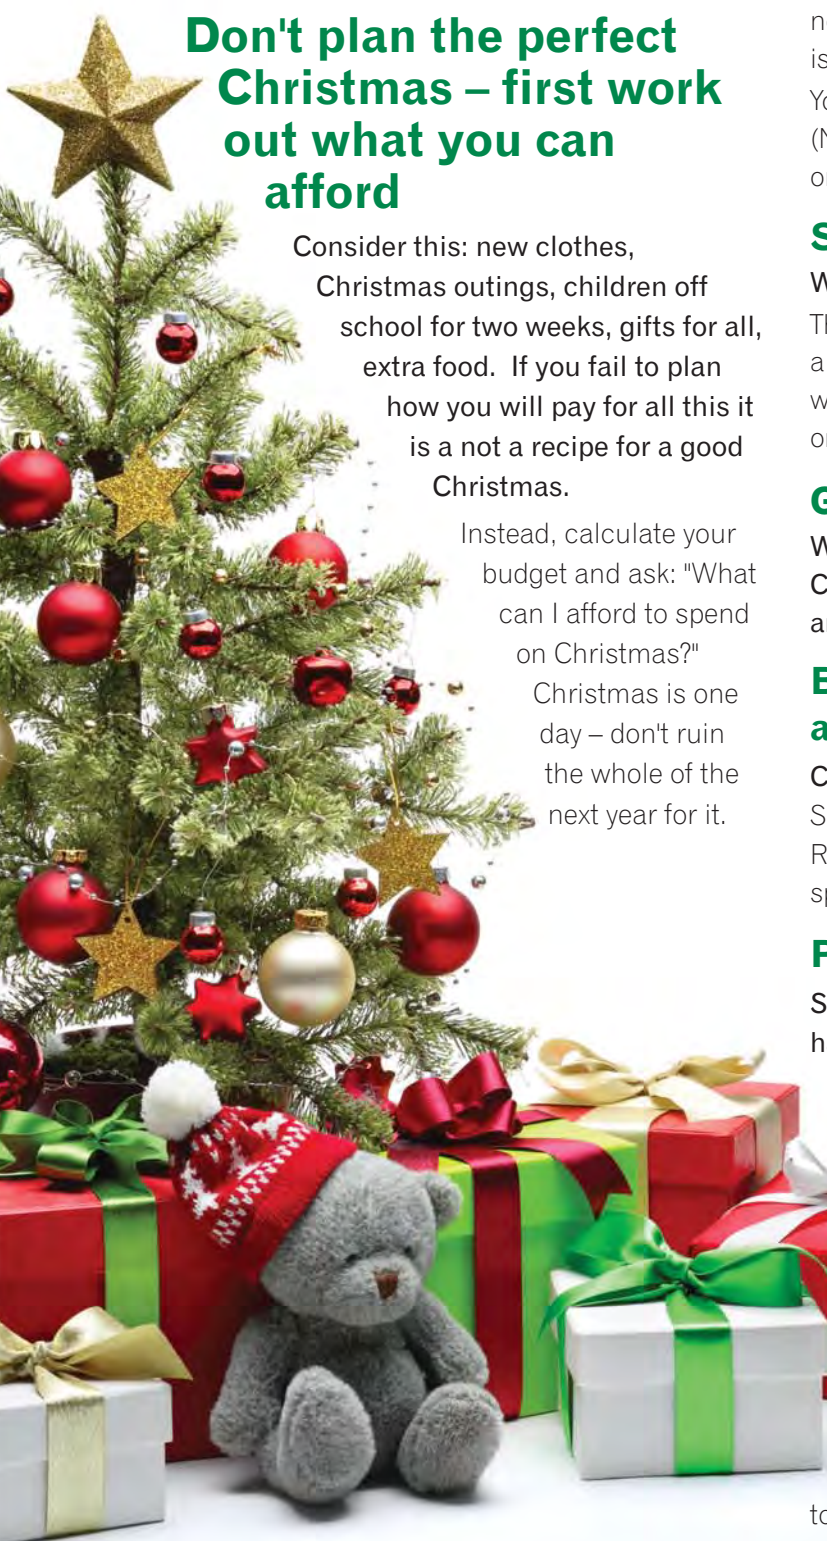 Don't plan the perfect
Christmas – first work
out what you can
afford
Consider this: new clothes,
Christmas outings, children off
school for two weeks, gifts for all,
extra food.  If you fail to plan
how you will pay for all this it
is a not a recipe for a good
Christmas.
Instead, calculate your
budget and ask: "What
can I afford to spend
on Christmas?"
Christmas is one
day – don't ruin
the whole of the
next year for it.